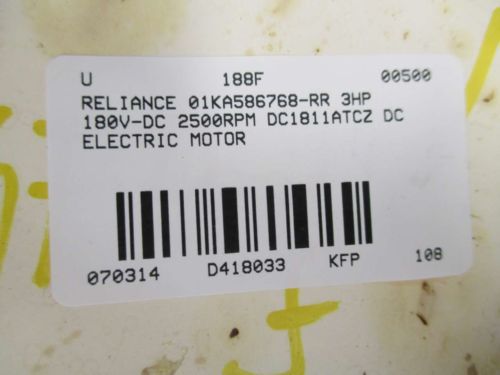 U 188F 00500
RELIANCE 01KA586768-RR 3HP
180V-DC 2500RPM DC1811ATCZ DC
ELECTRIC MOTOR
070314 D418033 KFP 108